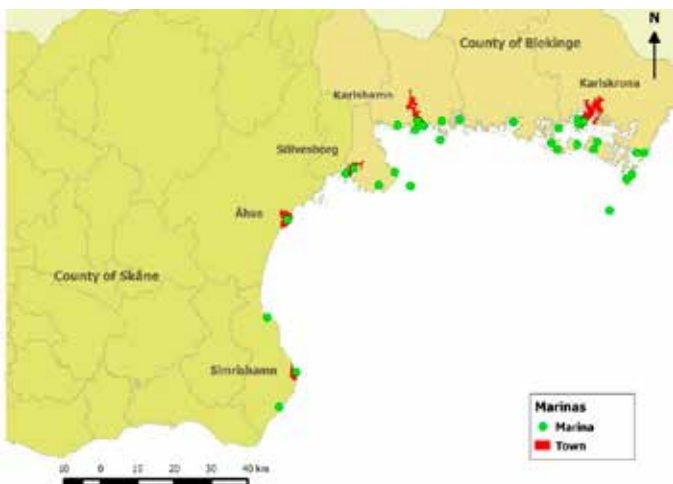 N
County of Blekinge
Karlshamn
Karlskrona
Sölvesborg
Åhus
County of Skåne
Simrishamn
Marinas
Marina
Town
10 0 10 20 30 40 km